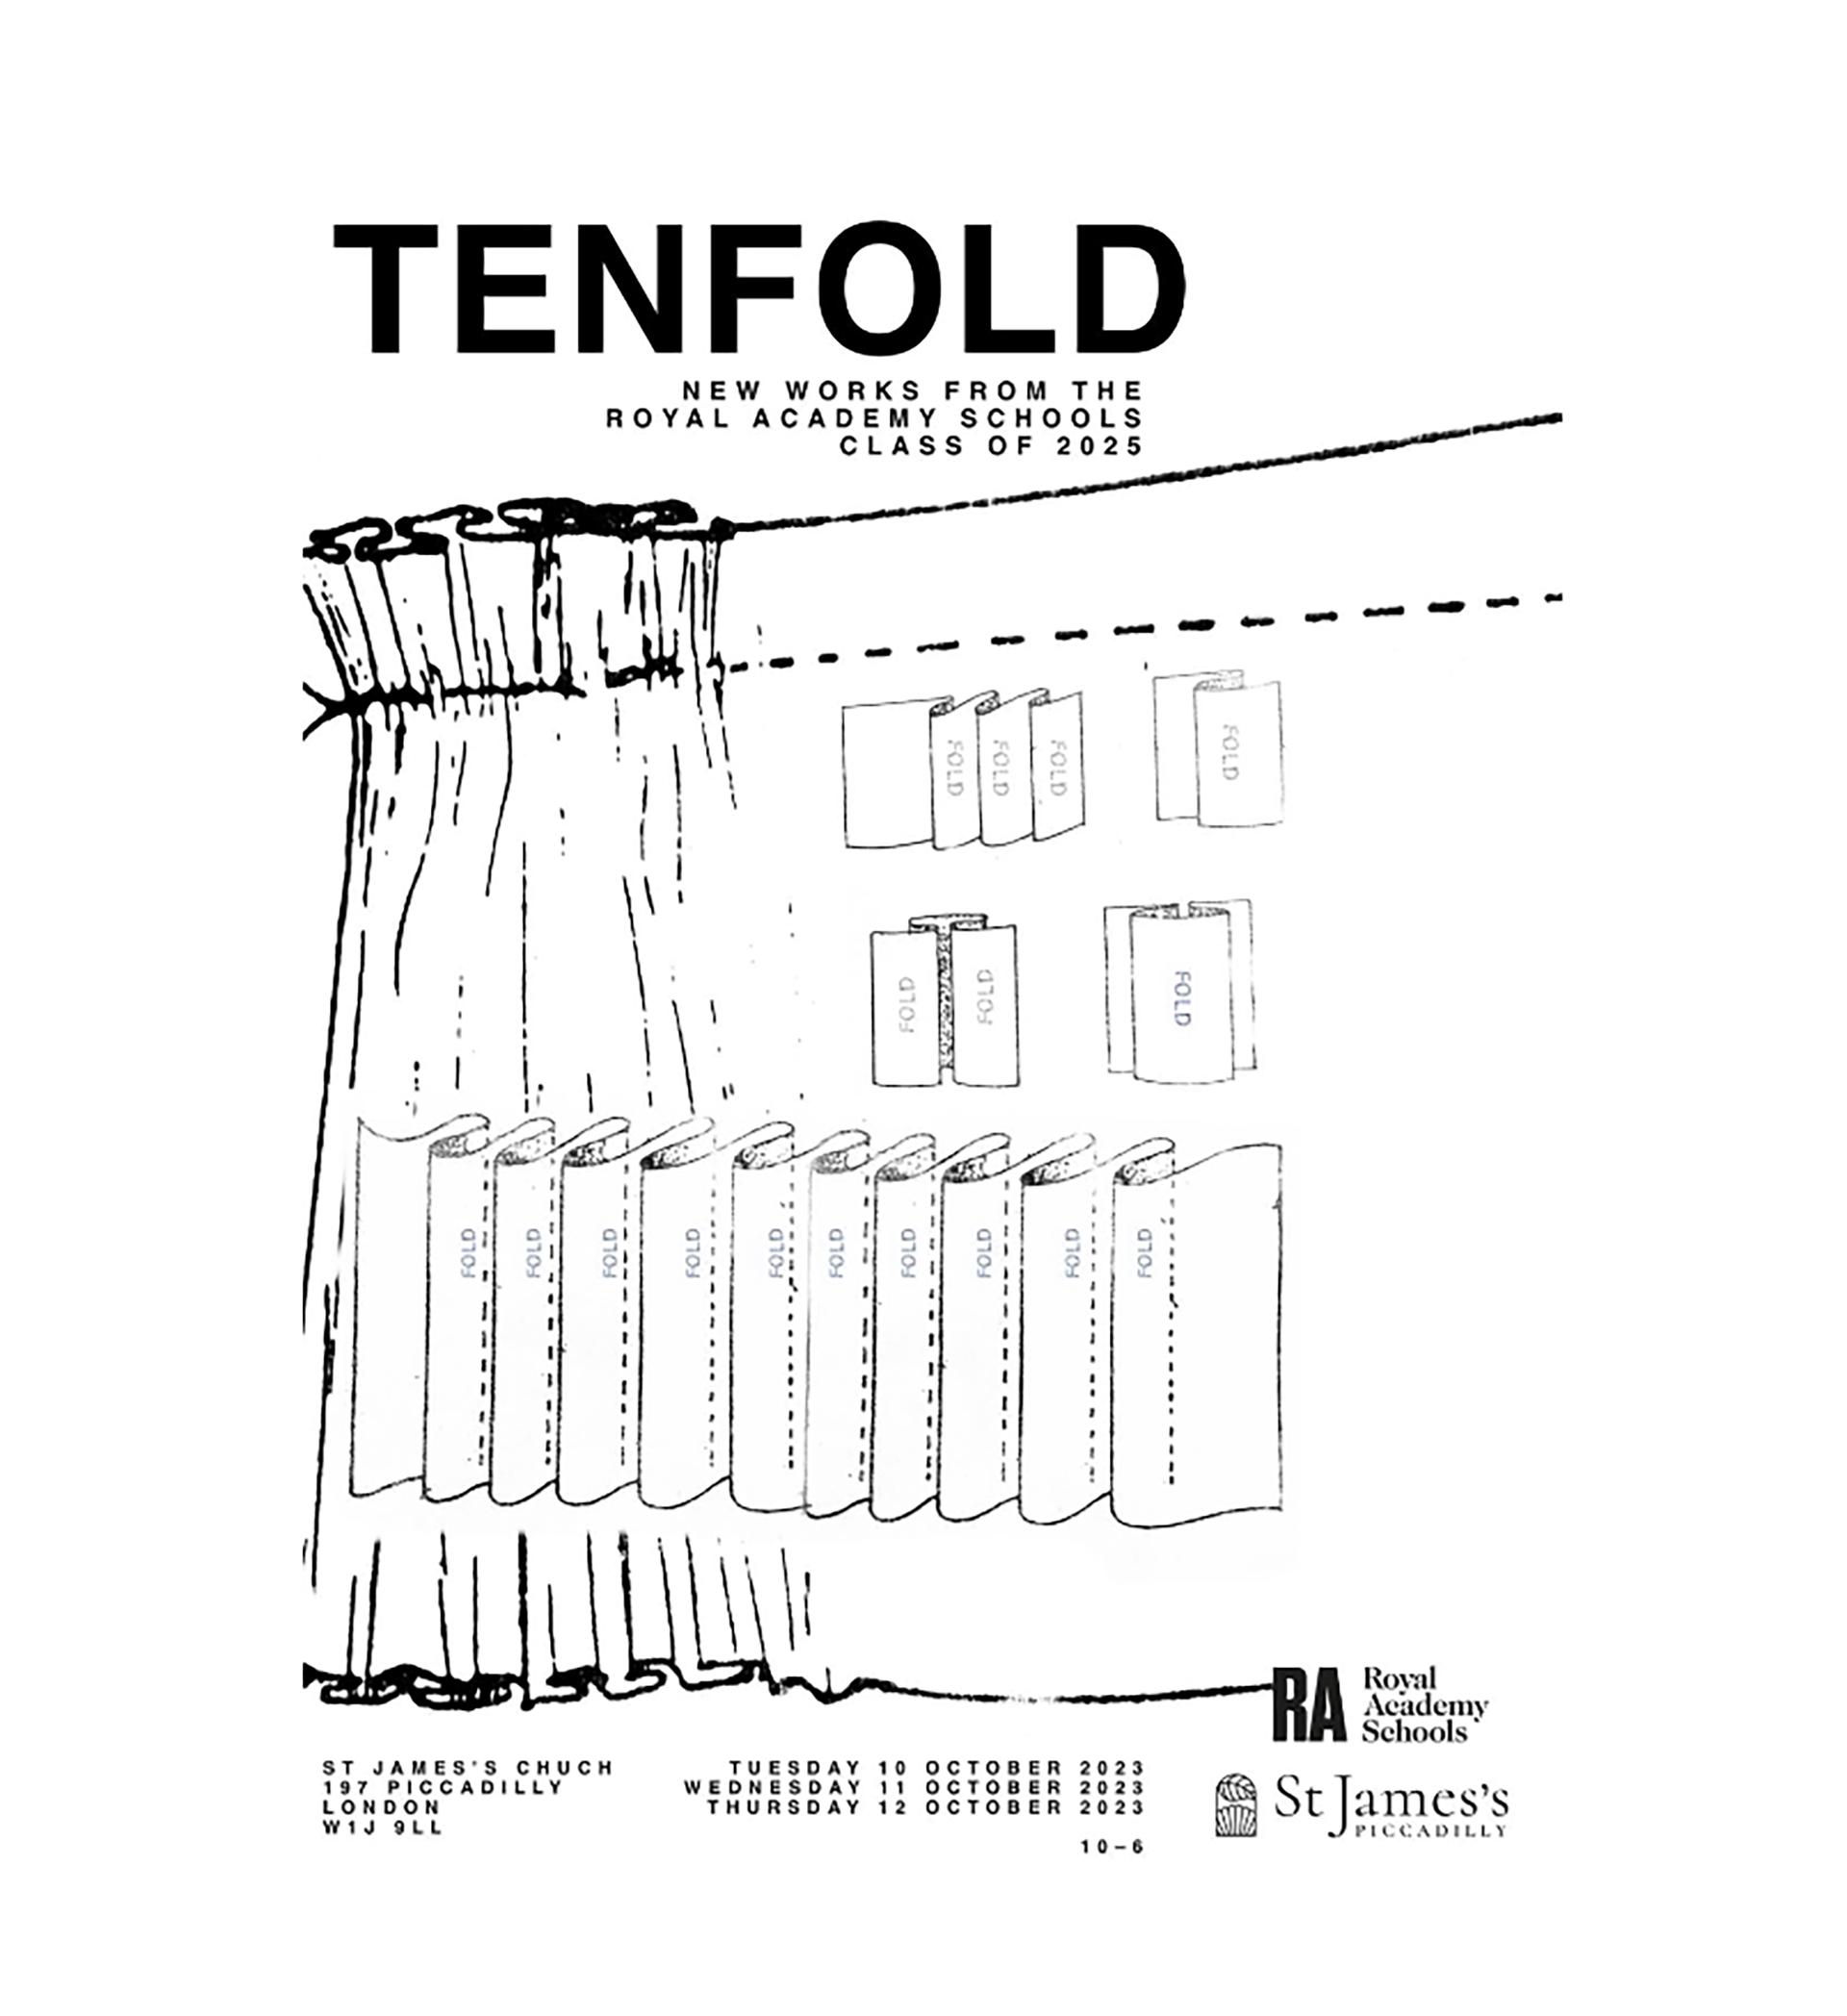 TENFOLD
NEW WORKS FROM THE
ROYAL ACADEMY SCHOOLS
CLASS OF 2025
FOLD FOLD FOLD
FOLD
FOLD FOLD
FOLD
FOLD FOLD FOLD FOLD FOLD FOLD FOLD FOLD FOLD FOLD
RA Royal
Academy
Schools
ST JAMES'S CHUCH
197 PICCADILLY
LONDON
W1J 9LL
TUESDAY 10 OCTOBER 2023
WEDNESDAY 11 OCTOBER 2023
THURSDAY 12 OCTOBER 2023
10–6
St James's
PICCADILLY